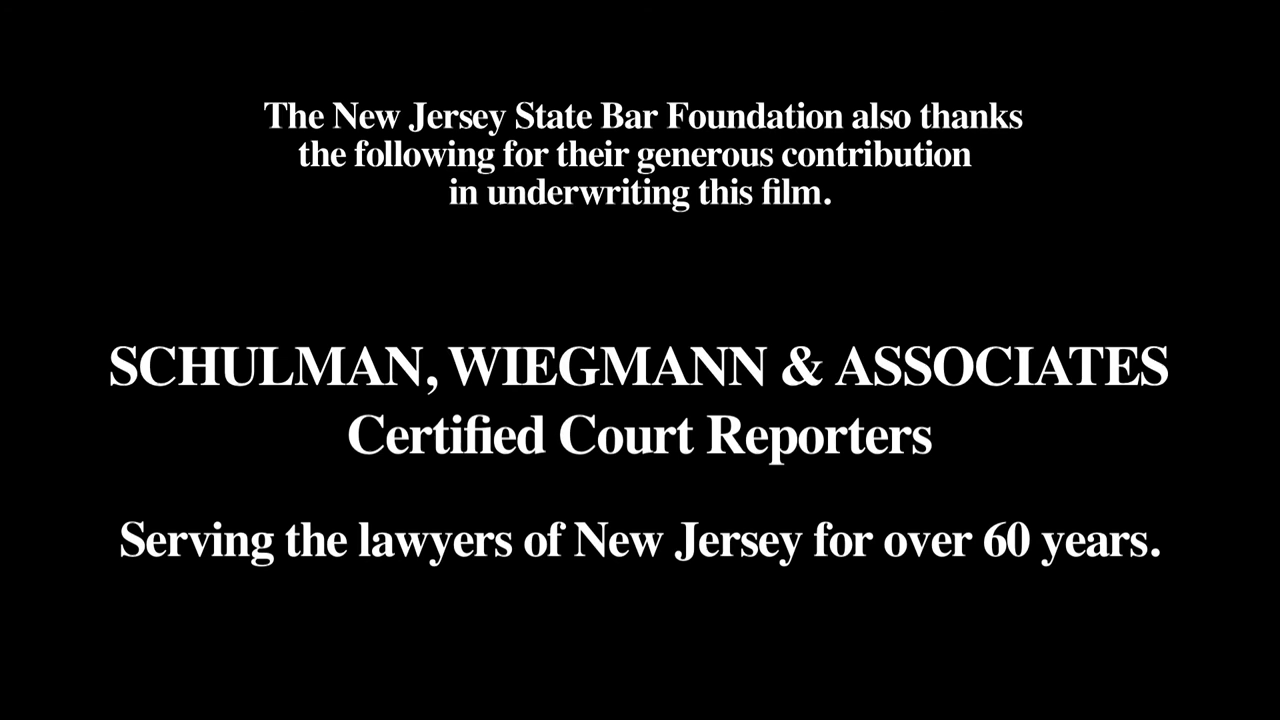 The New Jersey State Bar Foundation also thanks
the following for their generous contribution
in underwriting this film.
SCHULMAN, WIEGMANN & ASSOCIATES
Certified Court Reporters
Serving the lawyers of New Jersey for over 60 years.